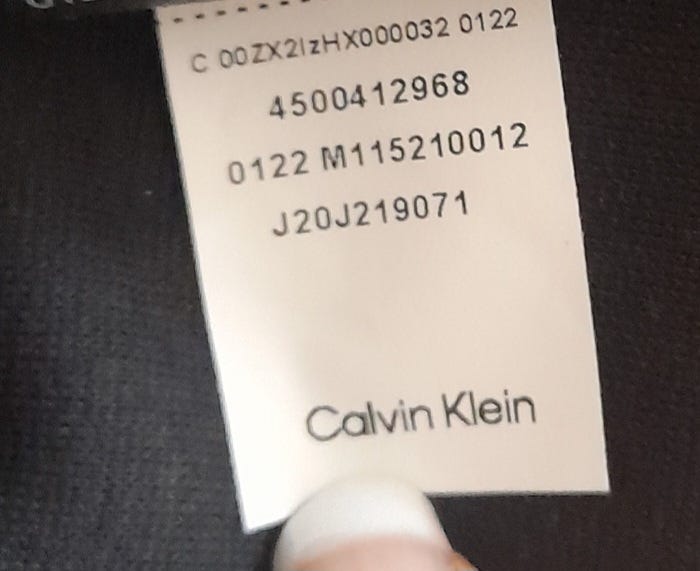 C 00ZX2IzHX000032 0122
4500412968
0122 M115210012
J20J219071
Calvin Klein